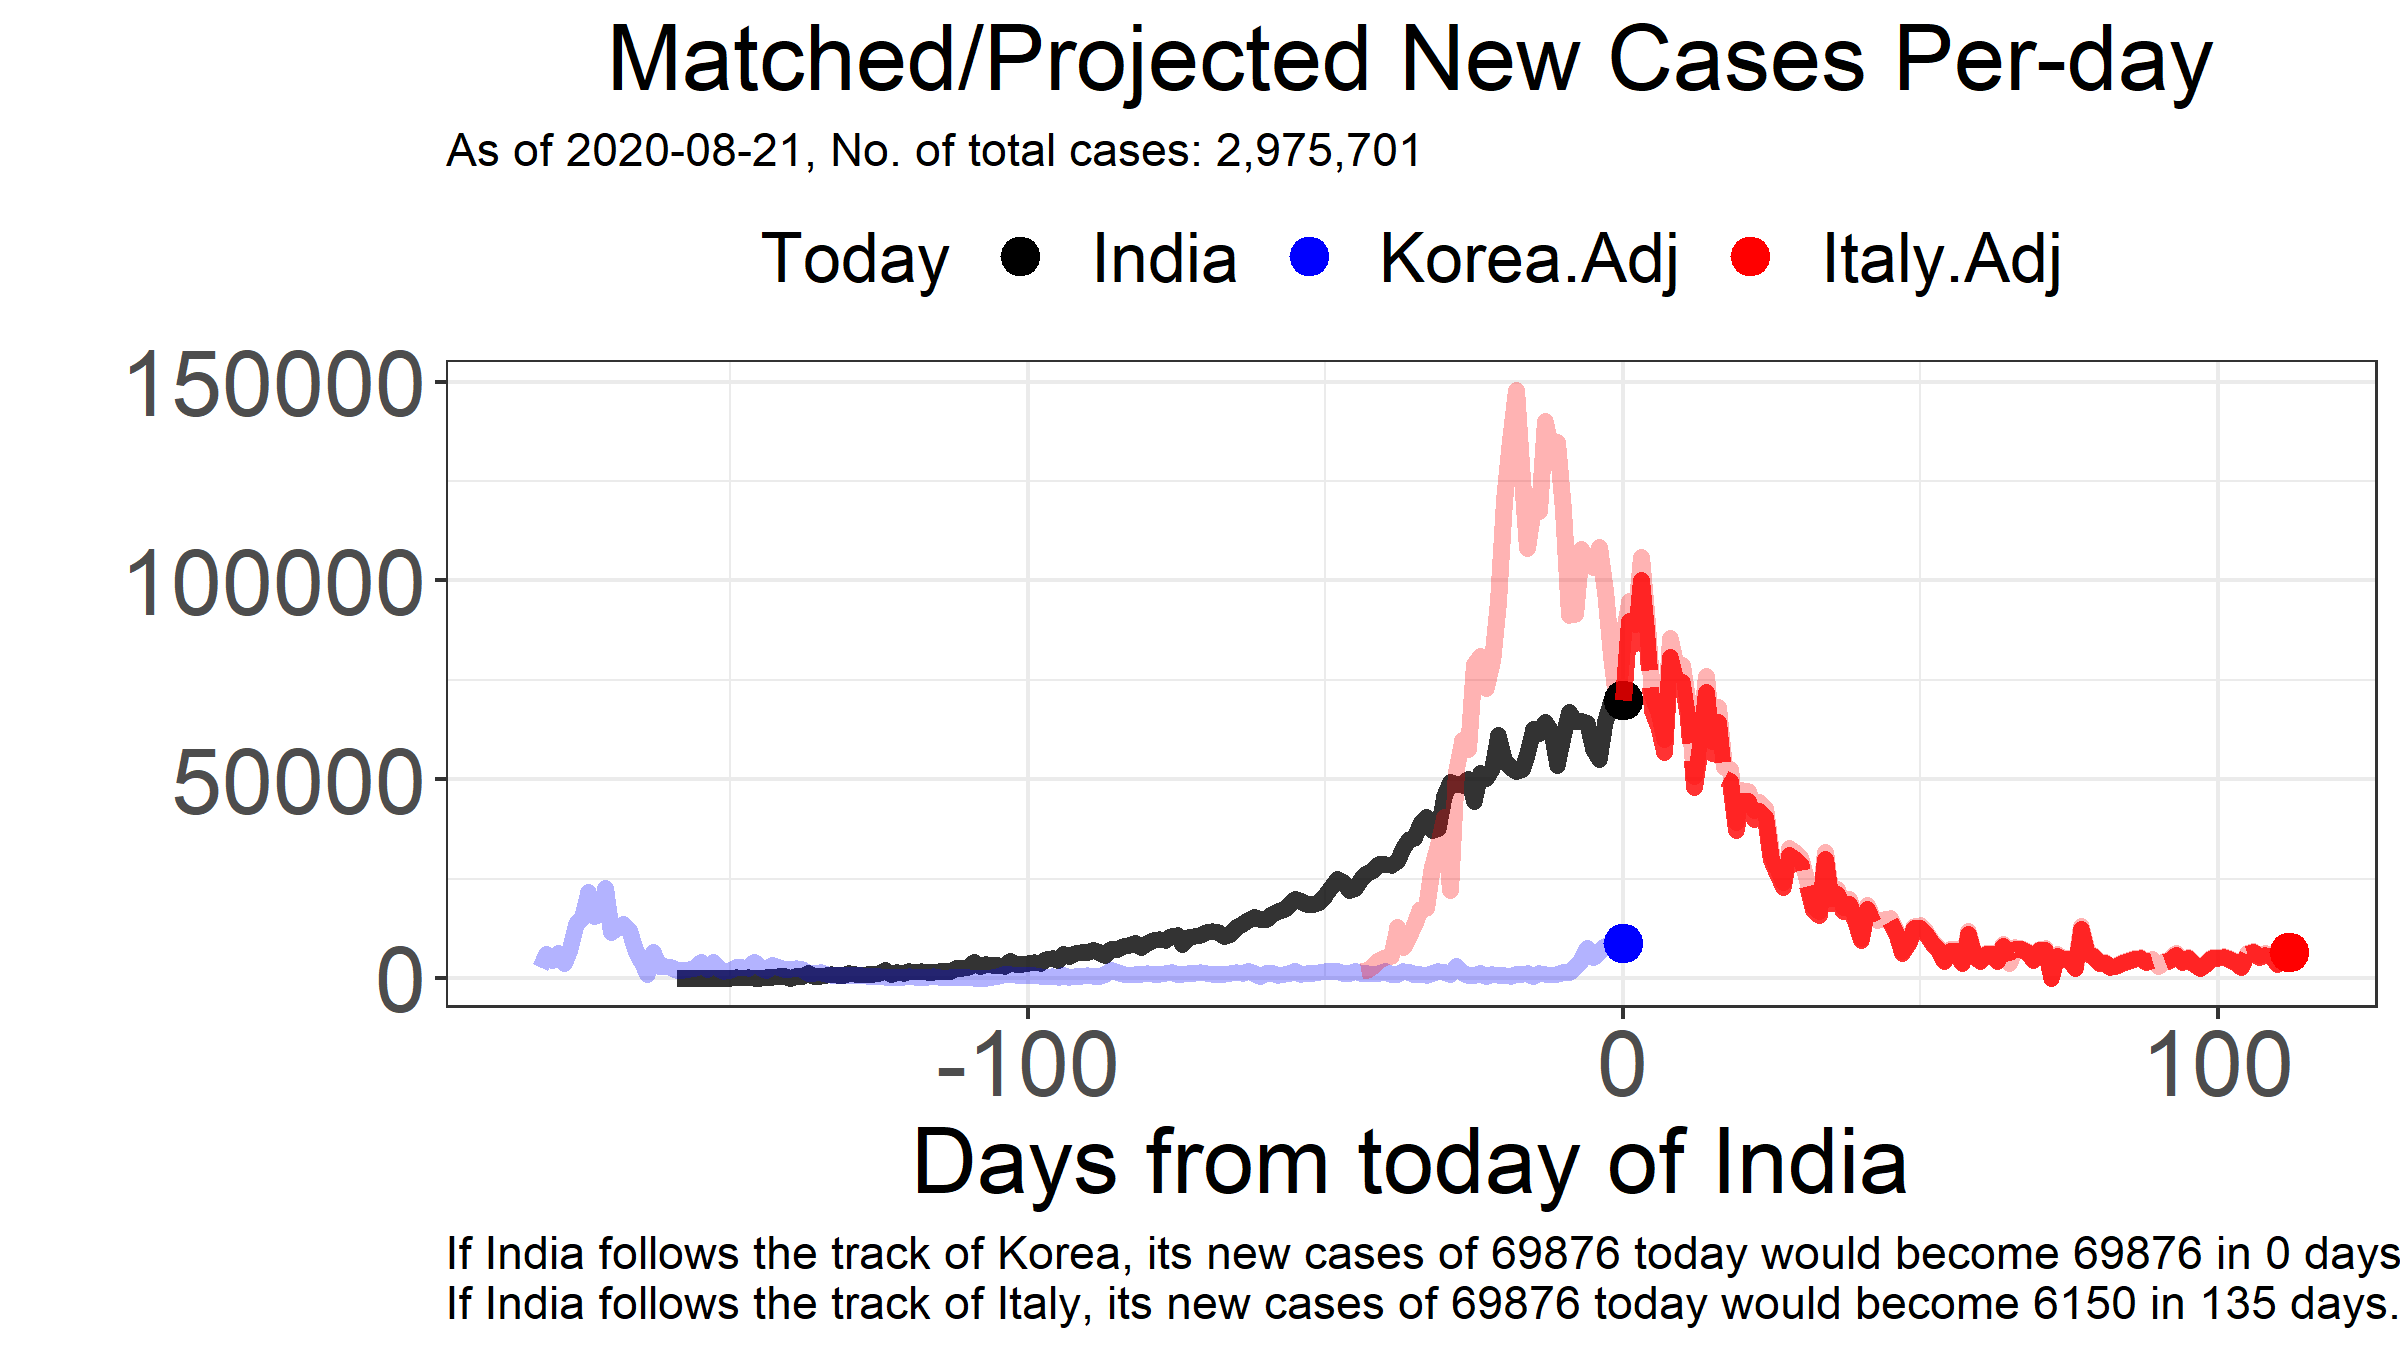 Matched/Projected New Cases Per-day
As of 2020-08-21, No. of total cases: 2,975,701
Today India Korea.Adj Italy.Adj
150000
100000
50000
0
-100 0 100
Days from today of India
If India follows the track of Korea, its new cases of 69876 today would become 69876 in 0 days
If India follows the track of Italy, its new cases of 69876 today would become 6150 in 135 days.